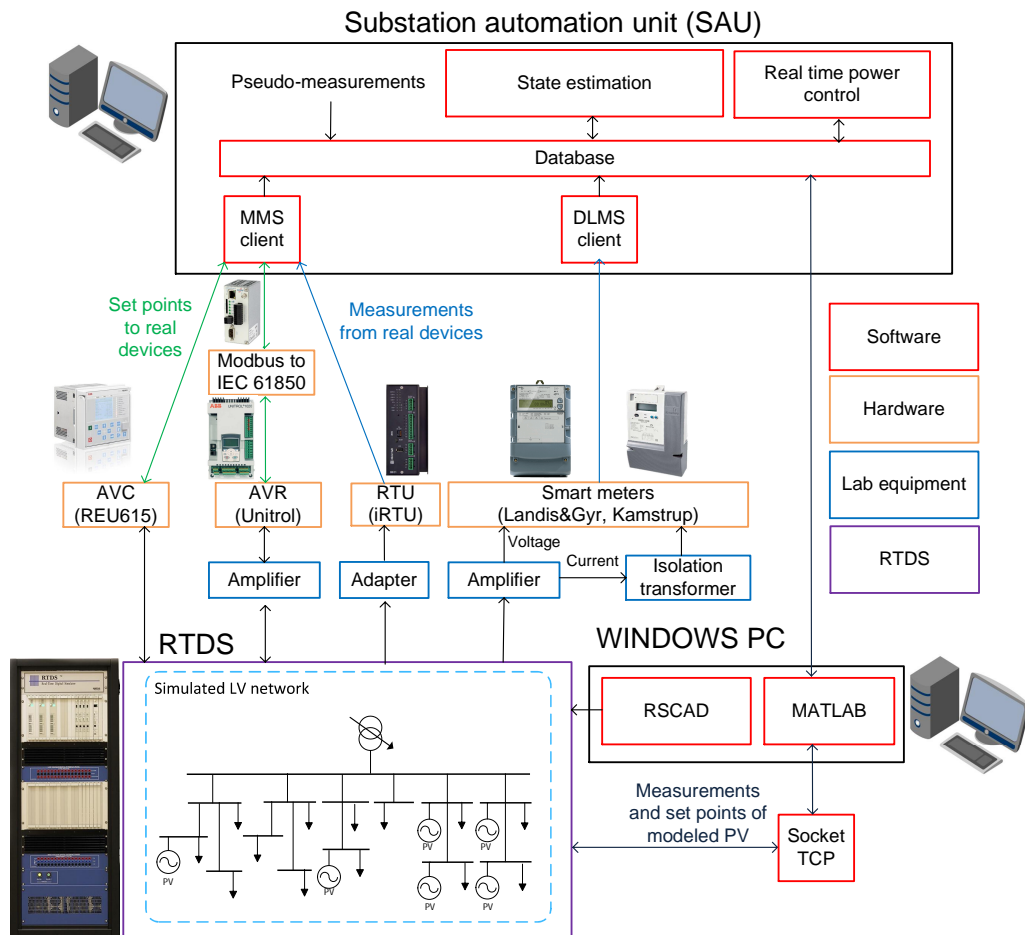 Substation automation unit (SAU)
Pseudo-measurements
State estimation
Real time power
control
Database
MMS
client
DLMS
client
Set points
to real
devices
Measurements
from real devices
Modbus to
IEC 61850
Software
Hardware
Lab equipment
RTDS
AVC
(REU615)
AVR
(Unitrol)
RTU
(iRTU)
Smart meters
(Landis&Gyr, Kamstrup)
Voltage
Current
Amplifier
Adapter
Amplifier
Isolation
transformer
RTDS
WINDOWS PC
RTDS
Simulated LV network
RSCAD
MATLAB
Measurements
and set points of
modeled PV
Socket
TCP
PV
PV
PV
PV
PV
PV
ABB